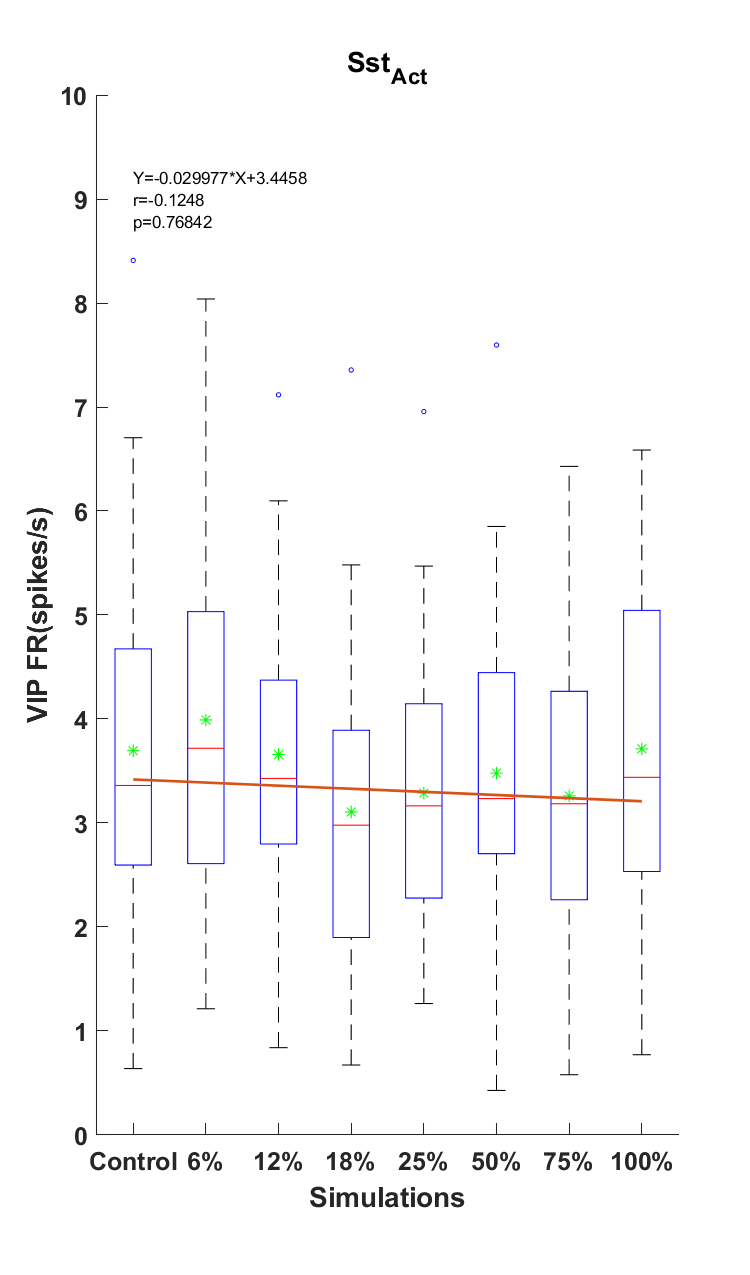 Sst_Act
10
Y=-0.029977*X+3.4458
9
r=-0.1248
p=0.76842
8
7
6
5
4
3
2
1
0
VIP FR(spikes/s)
Control 6% 12% 18% 25% 50% 75% 100%
Simulations